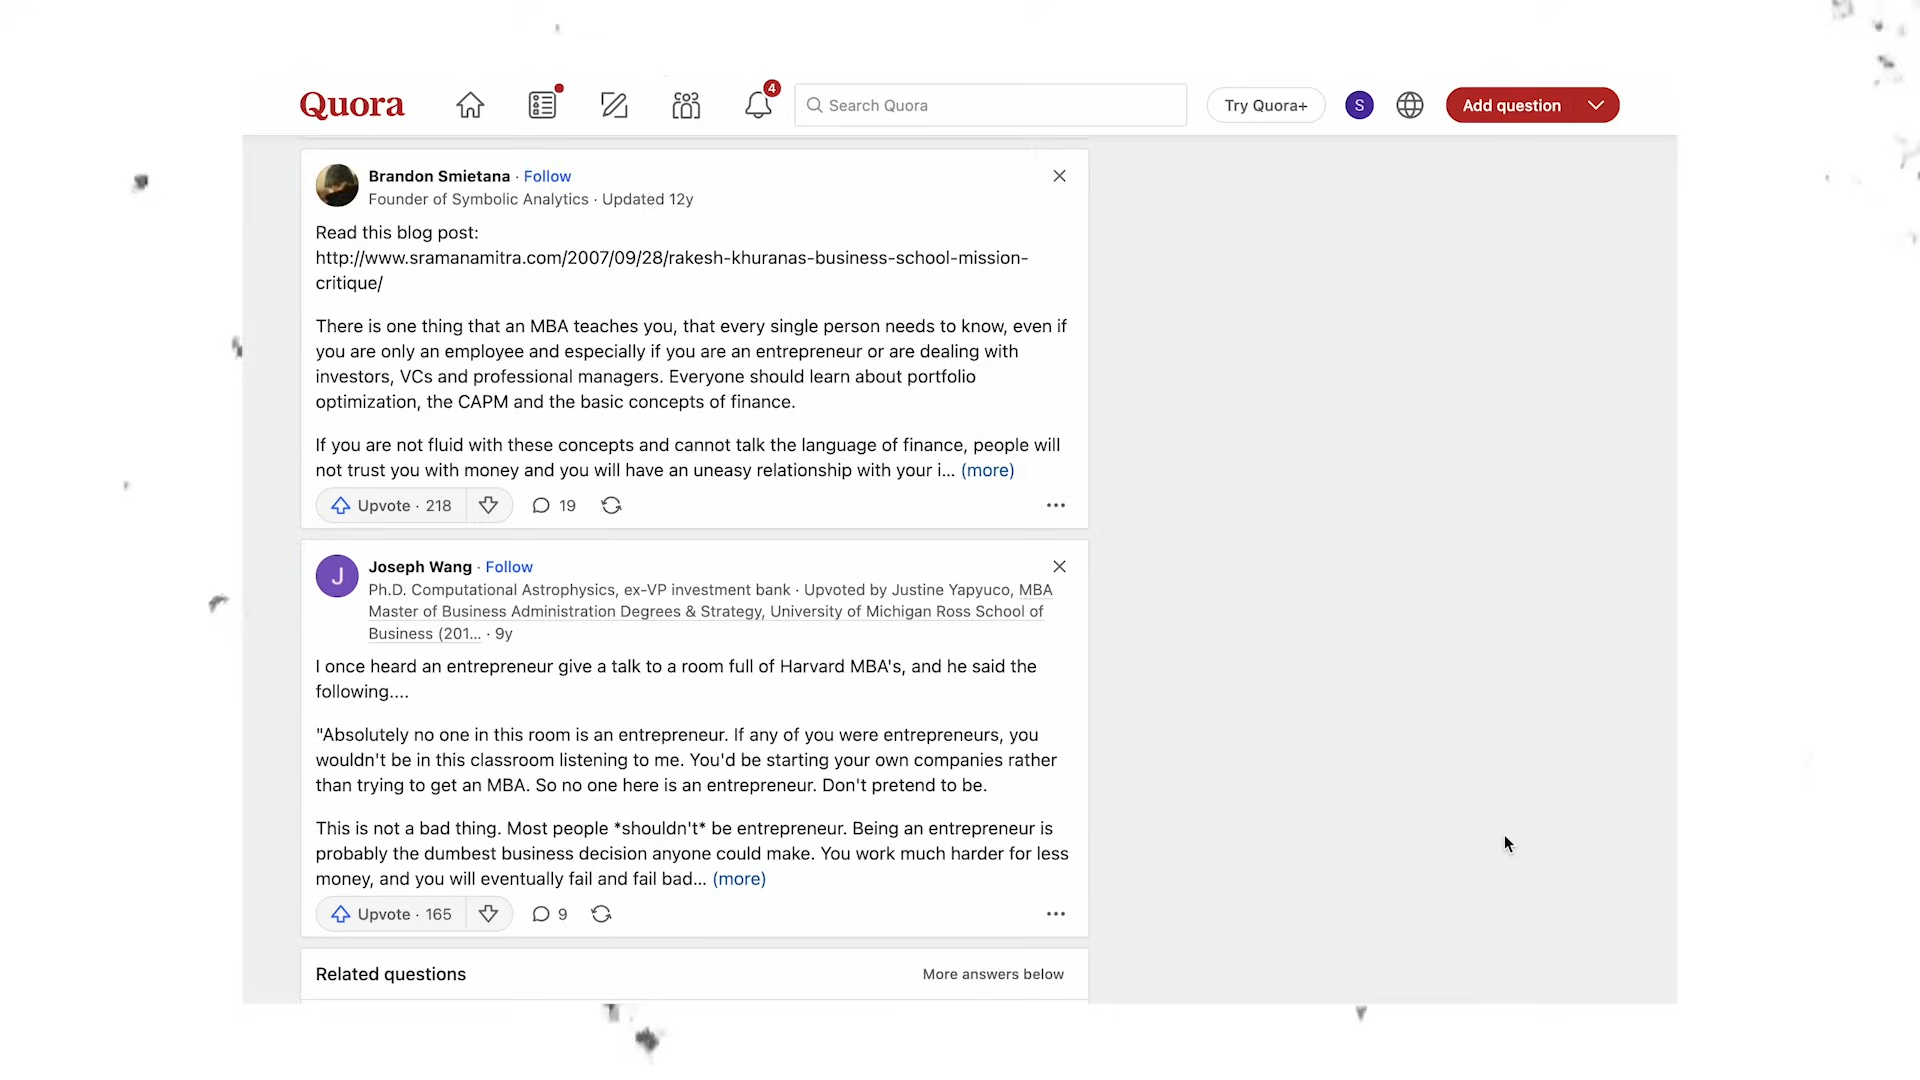 Quora
4
Search Quora
Try Quora+
S
Add question
Brandon Smietana · Follow
Founder of Symbolic Analytics · Updated 12y
Read this blog post:
http://www.sramanamitra.com/2007/09/28/rakesh-khuranas-business-school-mission-
critique/
There is one thing that an MBA teaches you, that every single person needs to know, even if
you are only an employee and especially if you are an entrepreneur or are dealing with
investors, VCs and professional managers. Everyone should learn about portfolio
optimization, the CAPM and the basic concepts of finance.
If you are not fluid with these concepts and cannot talk the language of finance, people will
not trust you with money and you will have an uneasy relationship with your i... (more)
Upvote · 218
19
J
Joseph Wang · Follow
Ph.D. Computational Astrophysics, ex-VP investment bank · Upvoted by Justine Yapyuco, MBA
Master of Business Administration Degrees & Strategy, University of Michigan Ross School of
Business (201... · 9y
I once heard an entrepreneur give a talk to a room full of Harvard MBA's, and he said the
following....
"Absolutely no one in this room is an entrepreneur. If any of you were entrepreneurs, you
wouldn't be in this classroom listening to me. You'd be starting your own companies rather
than trying to get an MBA. So no one here is an entrepreneur. Don't pretend to be.
This is not a bad thing. Most people *shouldn't* be entrepreneur. Being an entrepreneur is
probably the dumbest business decision anyone could make. You work much harder for less
money, and you will eventually fail and fail bad... (more)
Upvote · 165
9
Related questions
More answers below